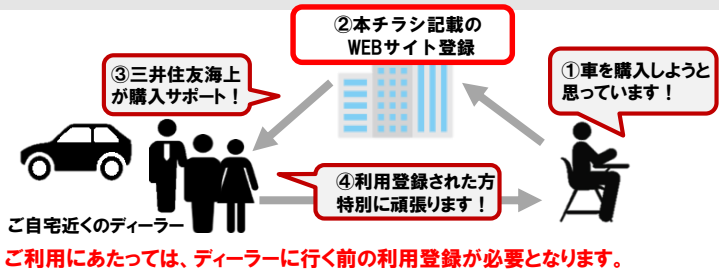 ①車を購入しようと
思っています！
②本チラシ記載の
WEBサイト登録
③三井住友海上
が購入サポート！
④利用登録された方
特別に頑張ります！
ご自宅近くのディーラー
ご利用にあたっては、ディーラーに行く前の利用登録が必要となります。